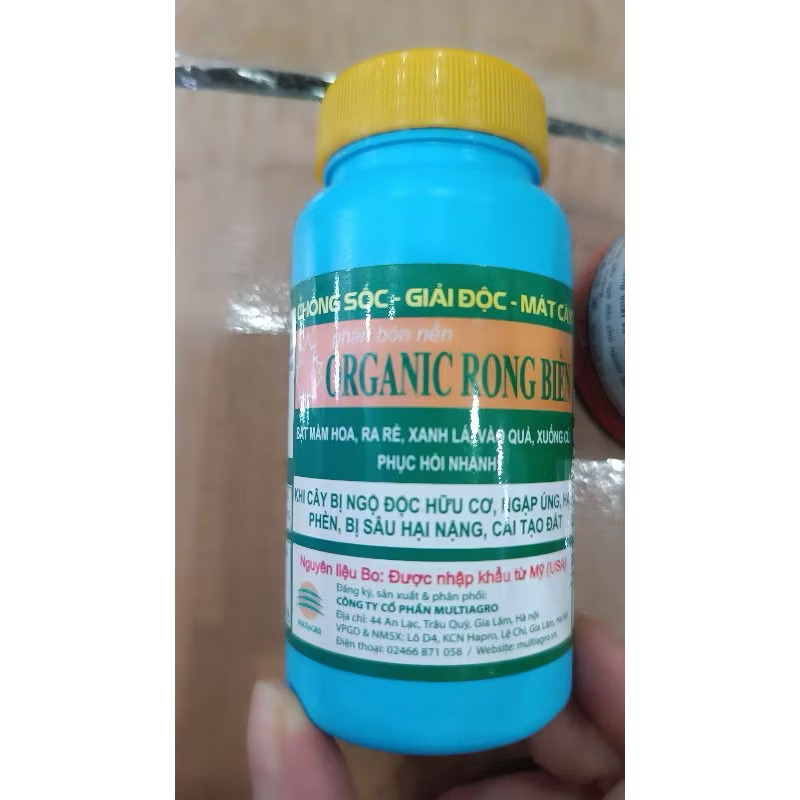 CHỐNG SỐC - GIẢI ĐỘC - MÁT CÂY
phân bón nền
ORGANIC RONG BIỂN
BẬT MẦM HOA, RA RỄ, XANH LÁ, VÀO QUẢ, XUỐNG CỦ
PHỤC HỒI NHANH
KHI CÂY BỊ NGỘ ĐỘC HỮU CƠ, NGẬP ÚNG, HẠN
PHÈN, BỊ SÂU HẠI NẶNG, CẢI TẠO ĐẤT
Nguyên liệu Bo: Được nhập khẩu từ Mỹ (USA)
Đăng ký, sản xuất & phân phối:
CÔNG TY CỔ PHẦN MULTIAGRO
Địa chỉ: 44 An Lạc, Trâu Quỳ, Gia Lâm, Hà nội
VPGD & NMSX: Lô D4, KCN Hapro, Lệ Chi, Gia Lâm, Hà Nội
Điện thoại: 02466 871 058 / Website: multiagro.vn
MULTIAGRO